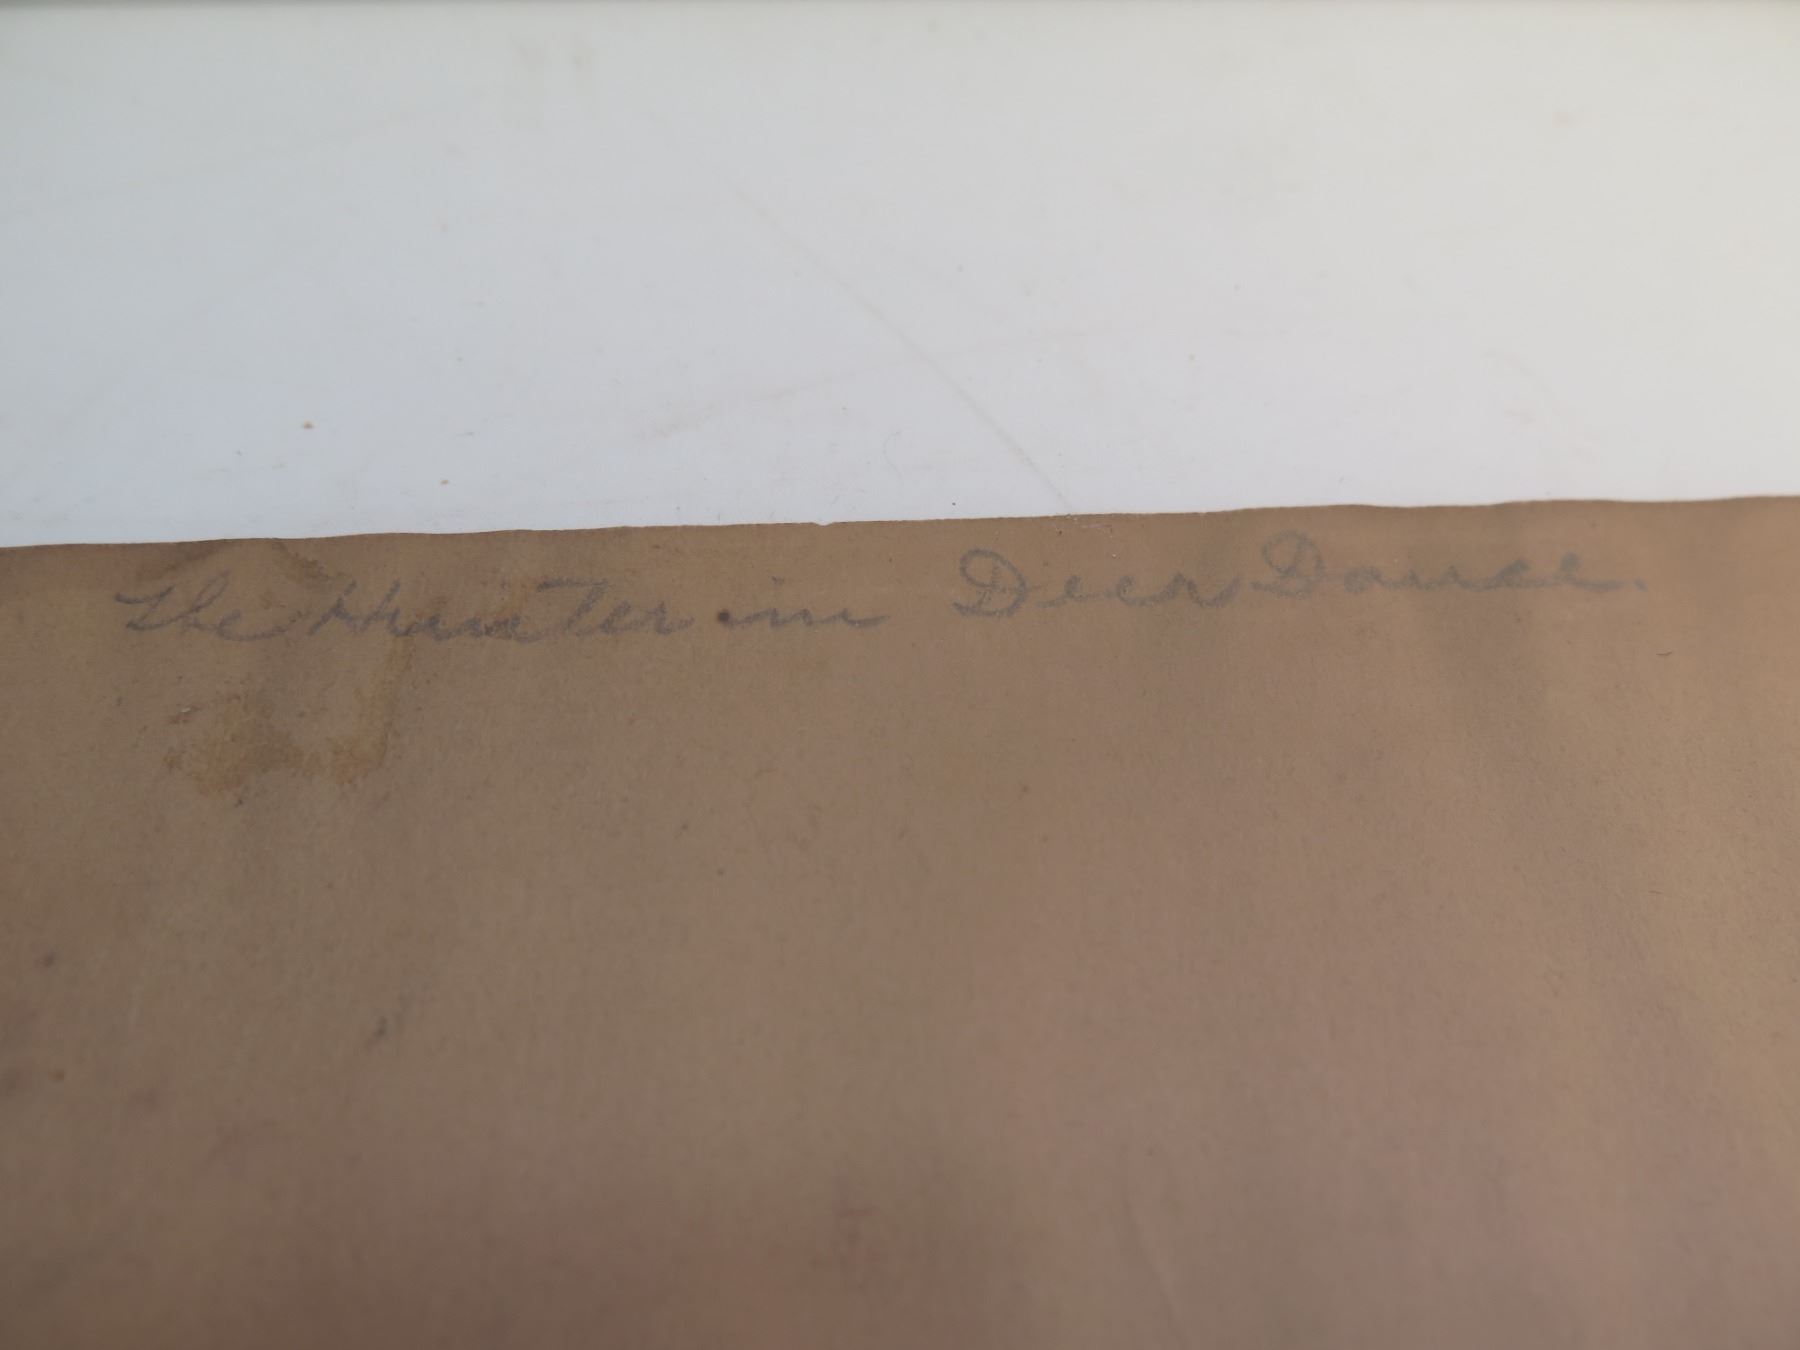 The Hunter in Deer Dance.